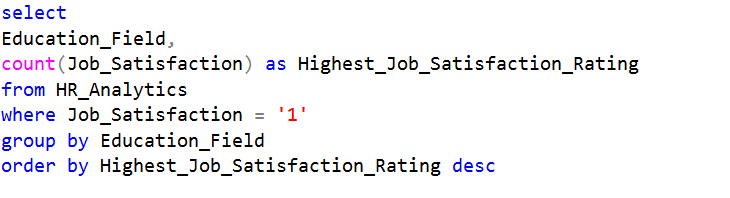 select
Education_Field,
count(Job_Satisfaction) as Highest_Job_Satisfaction_Rating
from HR_Analytics
where Job_Satisfaction = '1'
group by Education_Field
order by Highest_Job_Satisfaction_Rating desc